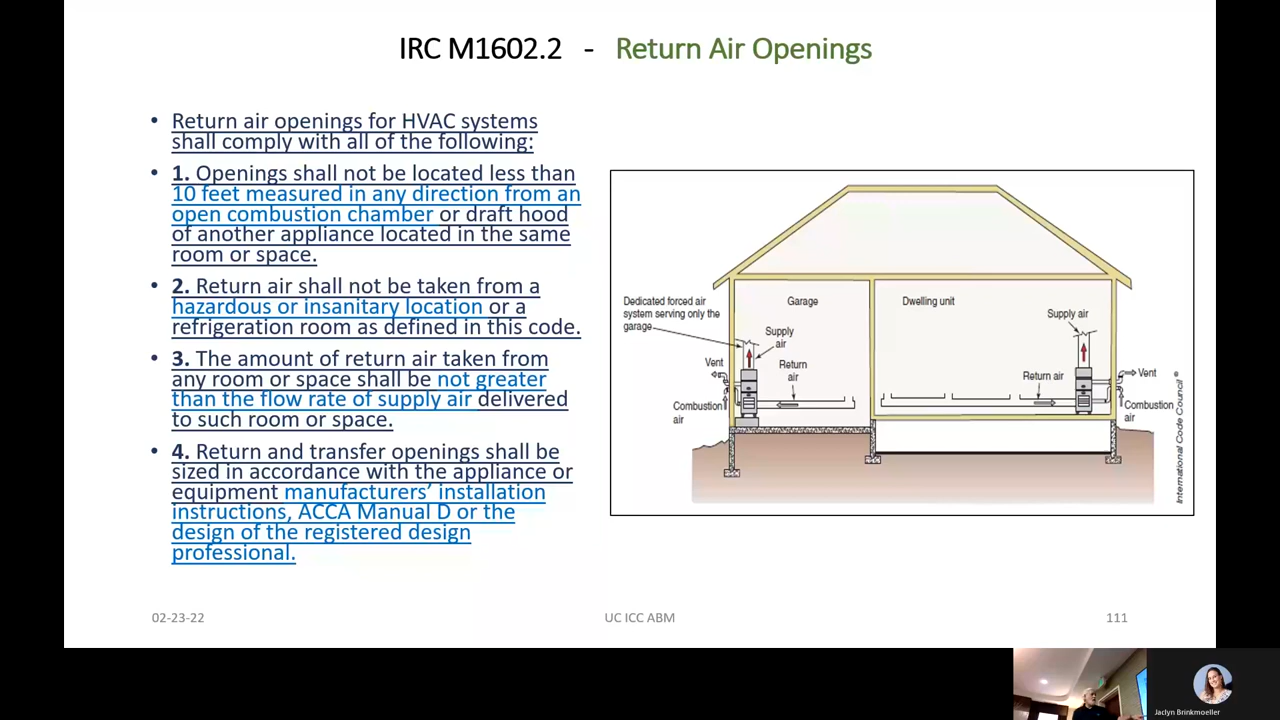 IRC M1602.2 - Return Air Openings
• Return air openings for HVAC systems
shall comply with all of the following:
• 1. Openings shall not be located less than
10 feet measured in any direction from an
open combustion chamber or draft hood
of another appliance located in the same
room or space.
• 2. Return air shall not be taken from a
hazardous or insanitary location or a
refrigeration room as defined in this code.
• 3. The amount of return air taken from
any room or space shall be not greater
than the flow rate of supply air delivered
to such room or space.
• 4. Return and transfer openings shall be
sized in accordance with the appliance or
equipment manufacturers’ installation
instructions, ACCA Manual D or the
design of the registered design
professional.
Dedicated forced air
system serving only the
garage
Garage
Supply
air
Return
air
Vent
Combustion
air
Dwelling unit
Supply air
Return air
Vent
Combustion
air
International Code Council®
02-23-22
UC ICC ABM
111
Jaclyn Brinkmoeller